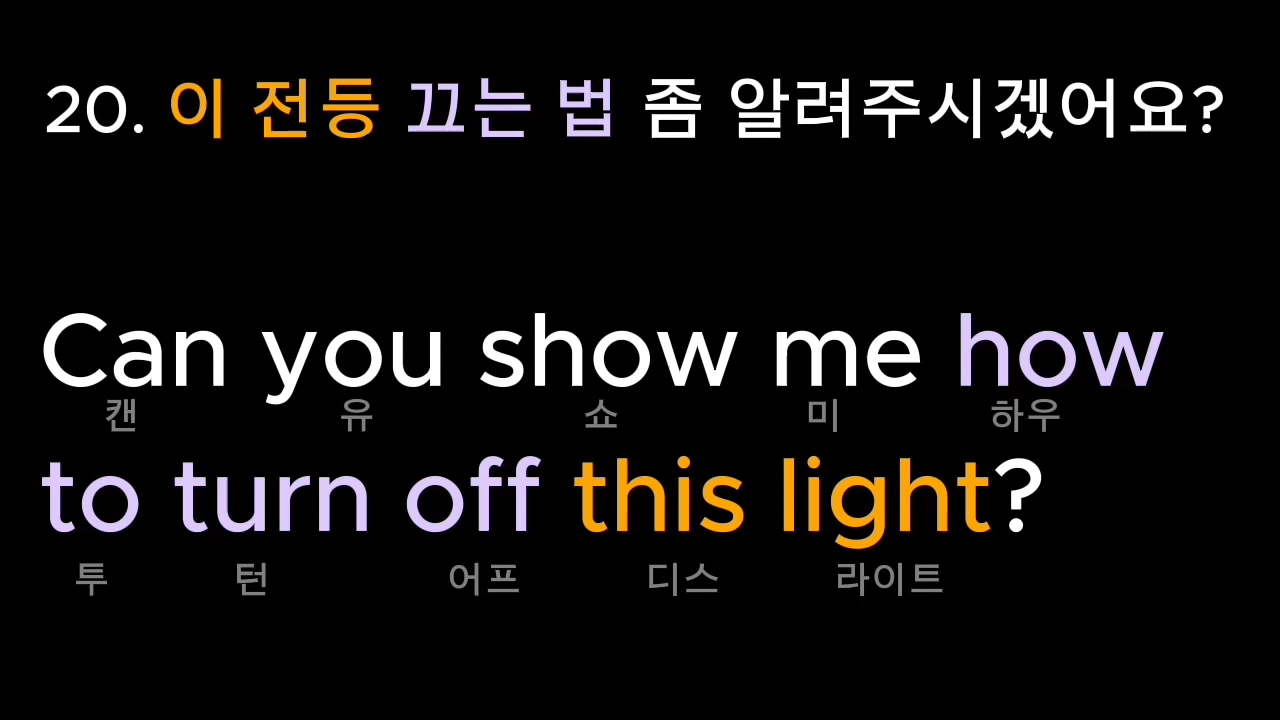 20. 이 전등 끄는 법 좀 알려주시겠어요?
Can you show me how
캔 유 쇼 미 하우
to turn off this light?
투 턴 어프 디스 라이트